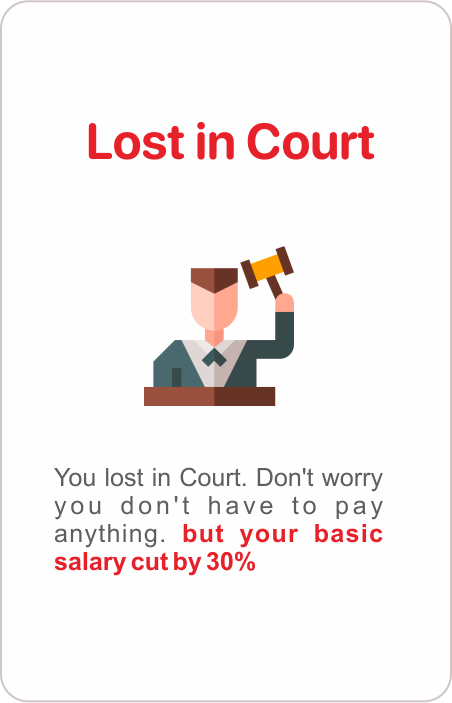 Lost in Court
You lost in Court. Don't worry
you don't have to pay
anything. but your basic
salary cut by 30%